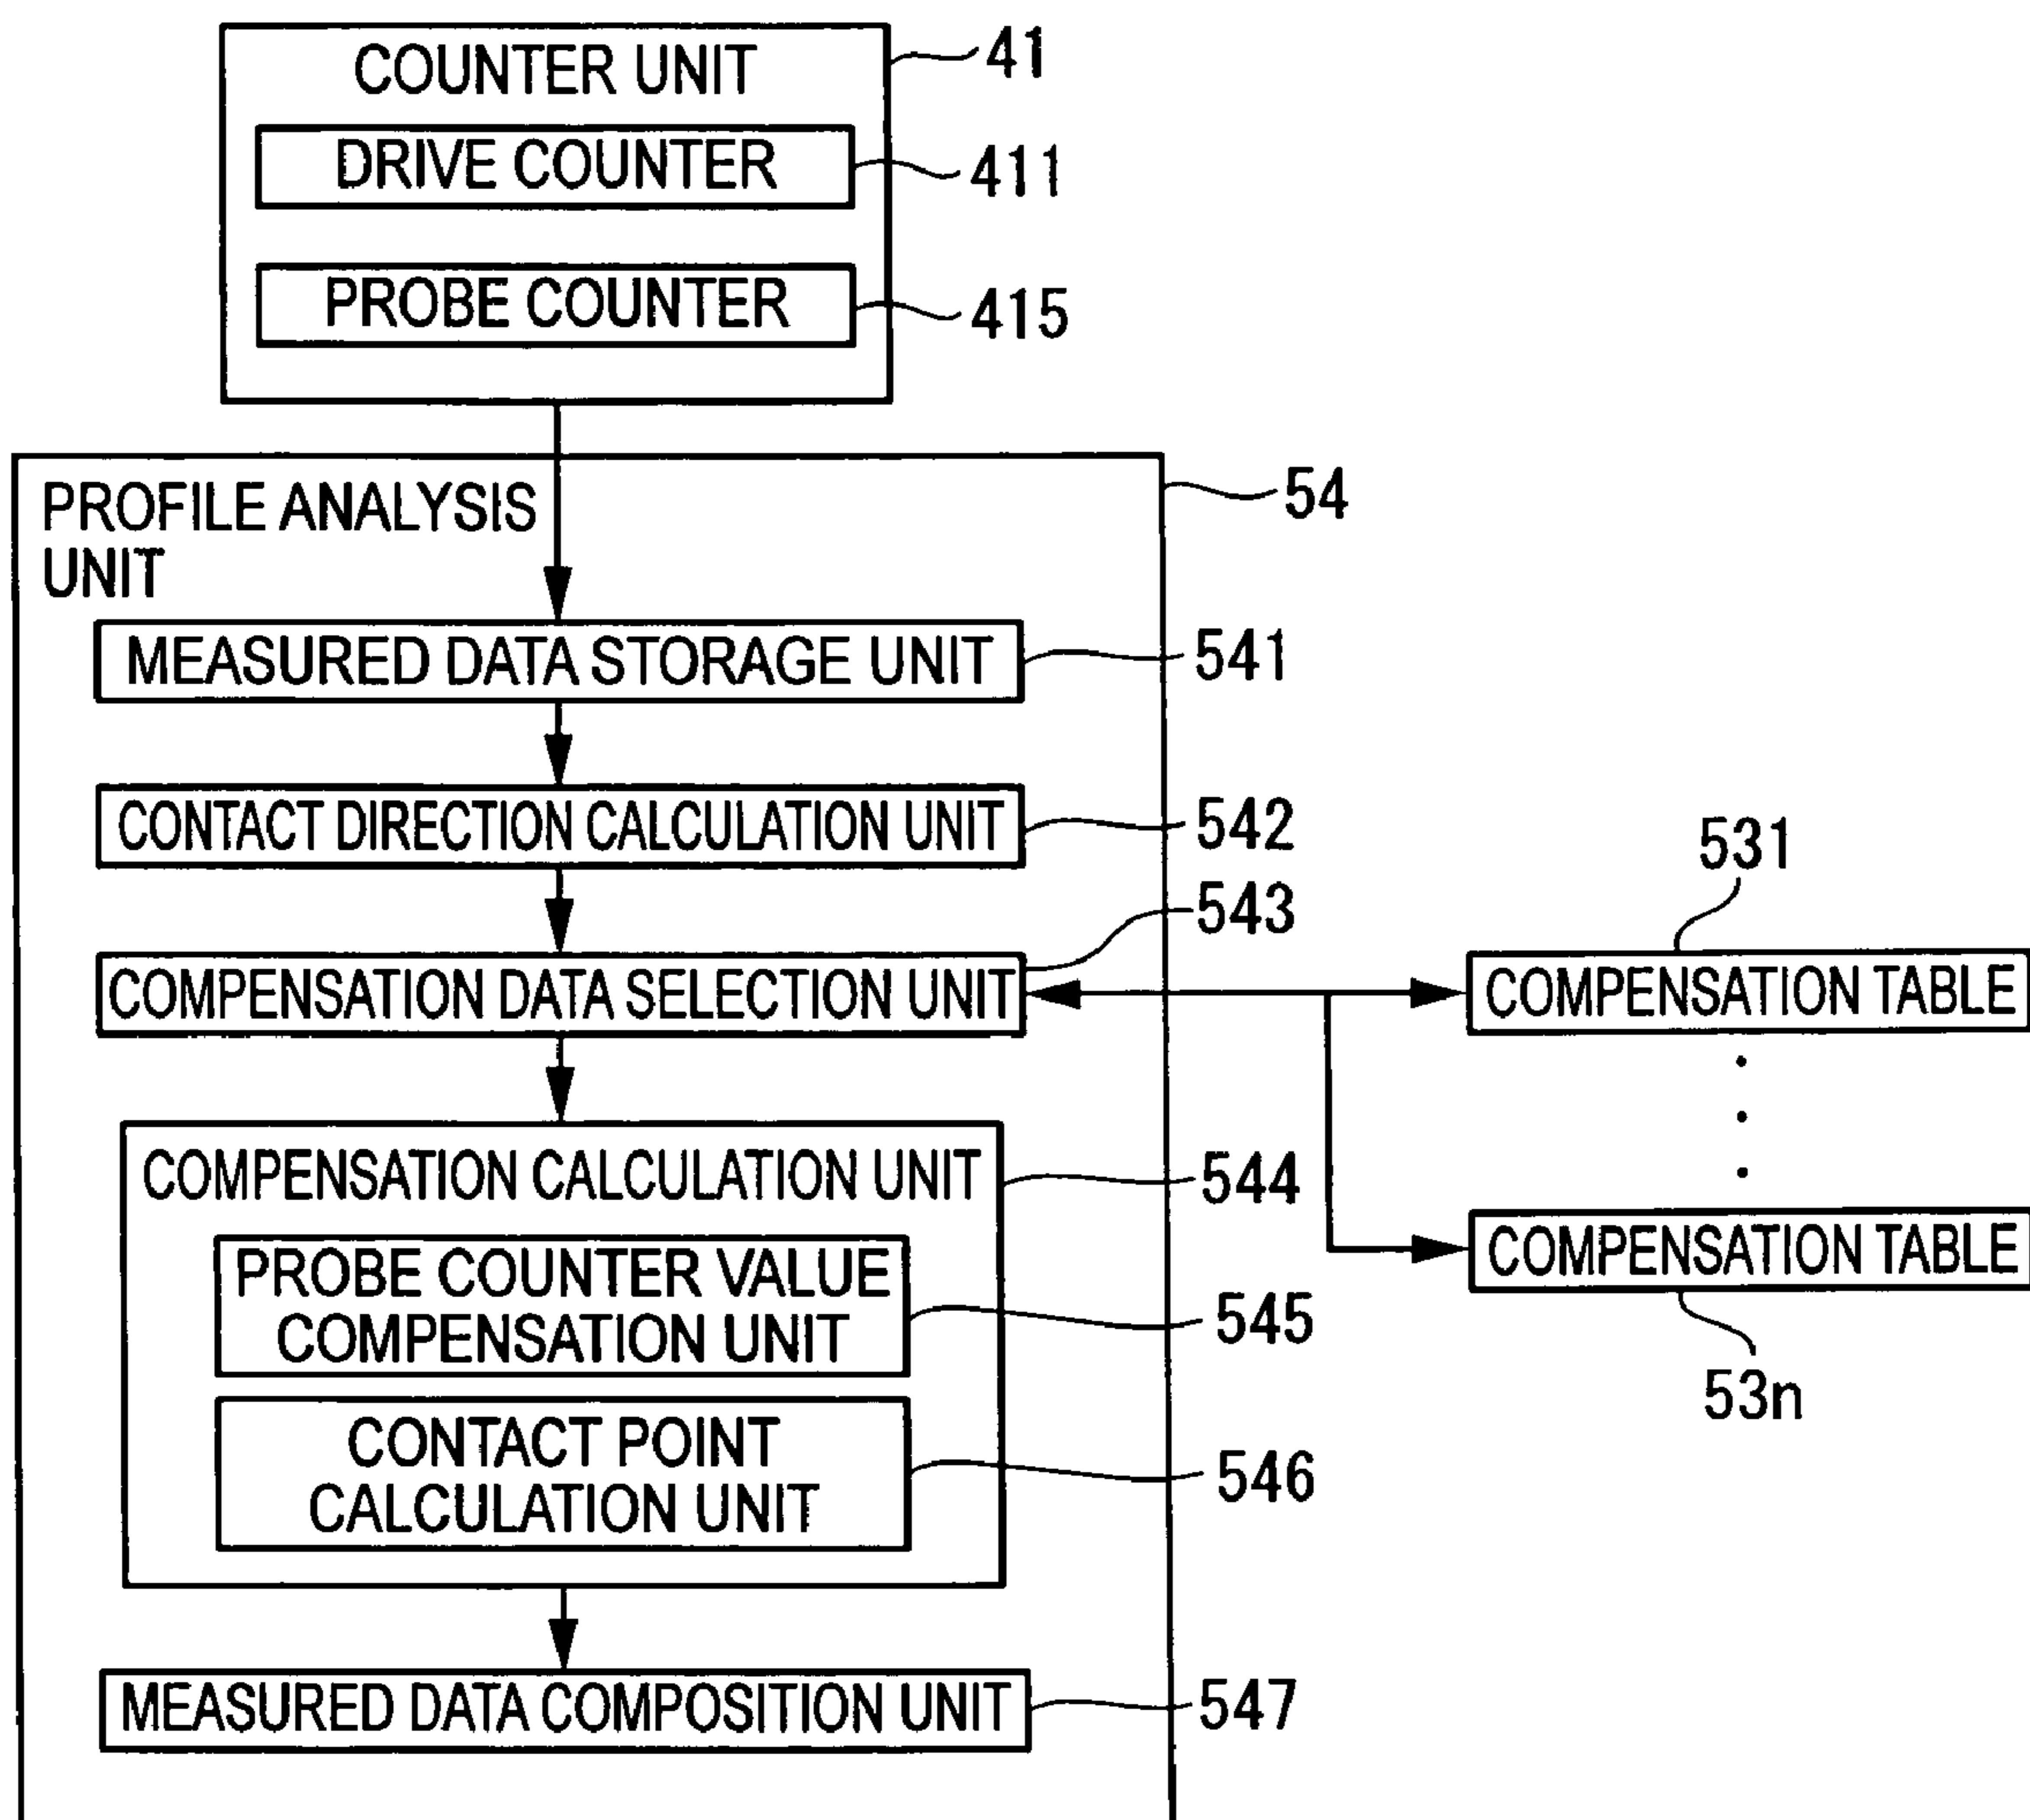 COUNTER UNIT
41
DRIVE COUNTER
411
PROBE COUNTER
415
PROFILE ANALYSIS
UNIT
54
MEASURED DATA STORAGE UNIT
541
CONTACT DIRECTION CALCULATION UNIT
542
COMPENSATION DATA SELECTION UNIT
543
531
COMPENSATION TABLE
COMPENSATION CALCULATION UNIT
544
PROBE COUNTER VALUE
COMPENSATION UNIT
545
COMPENSATION TABLE
53n
CONTACT POINT
CALCULATION UNIT
546
MEASURED DATA COMPOSITION UNIT
547